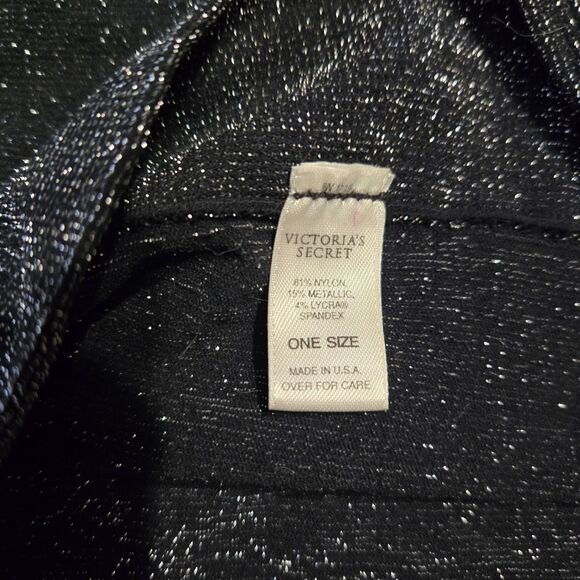 VICTORIA'S
SECRET
81% NYLON,
15% METALLIC,
4% LYCRA®
SPANDEX
ONE SIZE
MADE IN U.S.A.
OVER FOR CARE